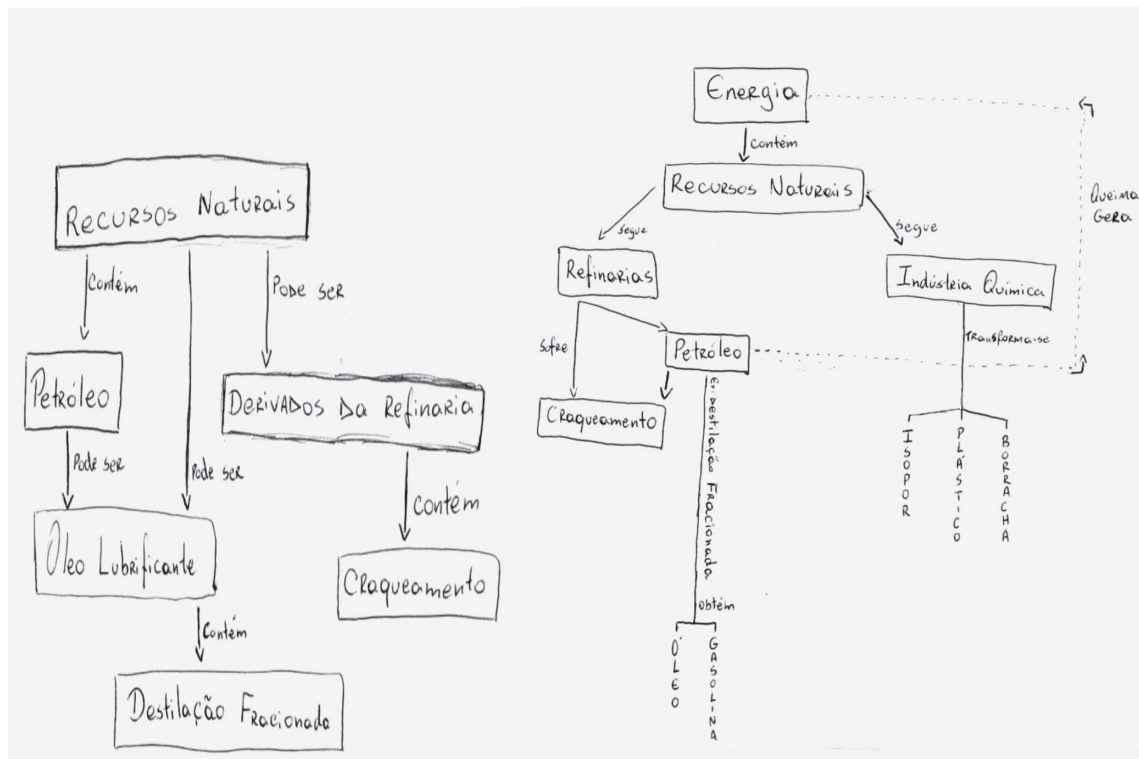 Recursos Naturais
Contém
Pode ser
Pode ser
Petróleo
Derivados da Refinaria
Pode ser
Contém
Óleo Lubrificante
Craqueamento
Contém
Destilação Fracionada
Energia
Contém
Recursos Naturais
Segue
Segue
Queima
Gera
Refinarias
Indústria Química
Sofre
Petróleo
Transforma-se
Craqueamento
Destilação Fracionada
ISOPOR
PLÁSTICO
BORRACHA
obtém
ÓLEO
GASOLINA